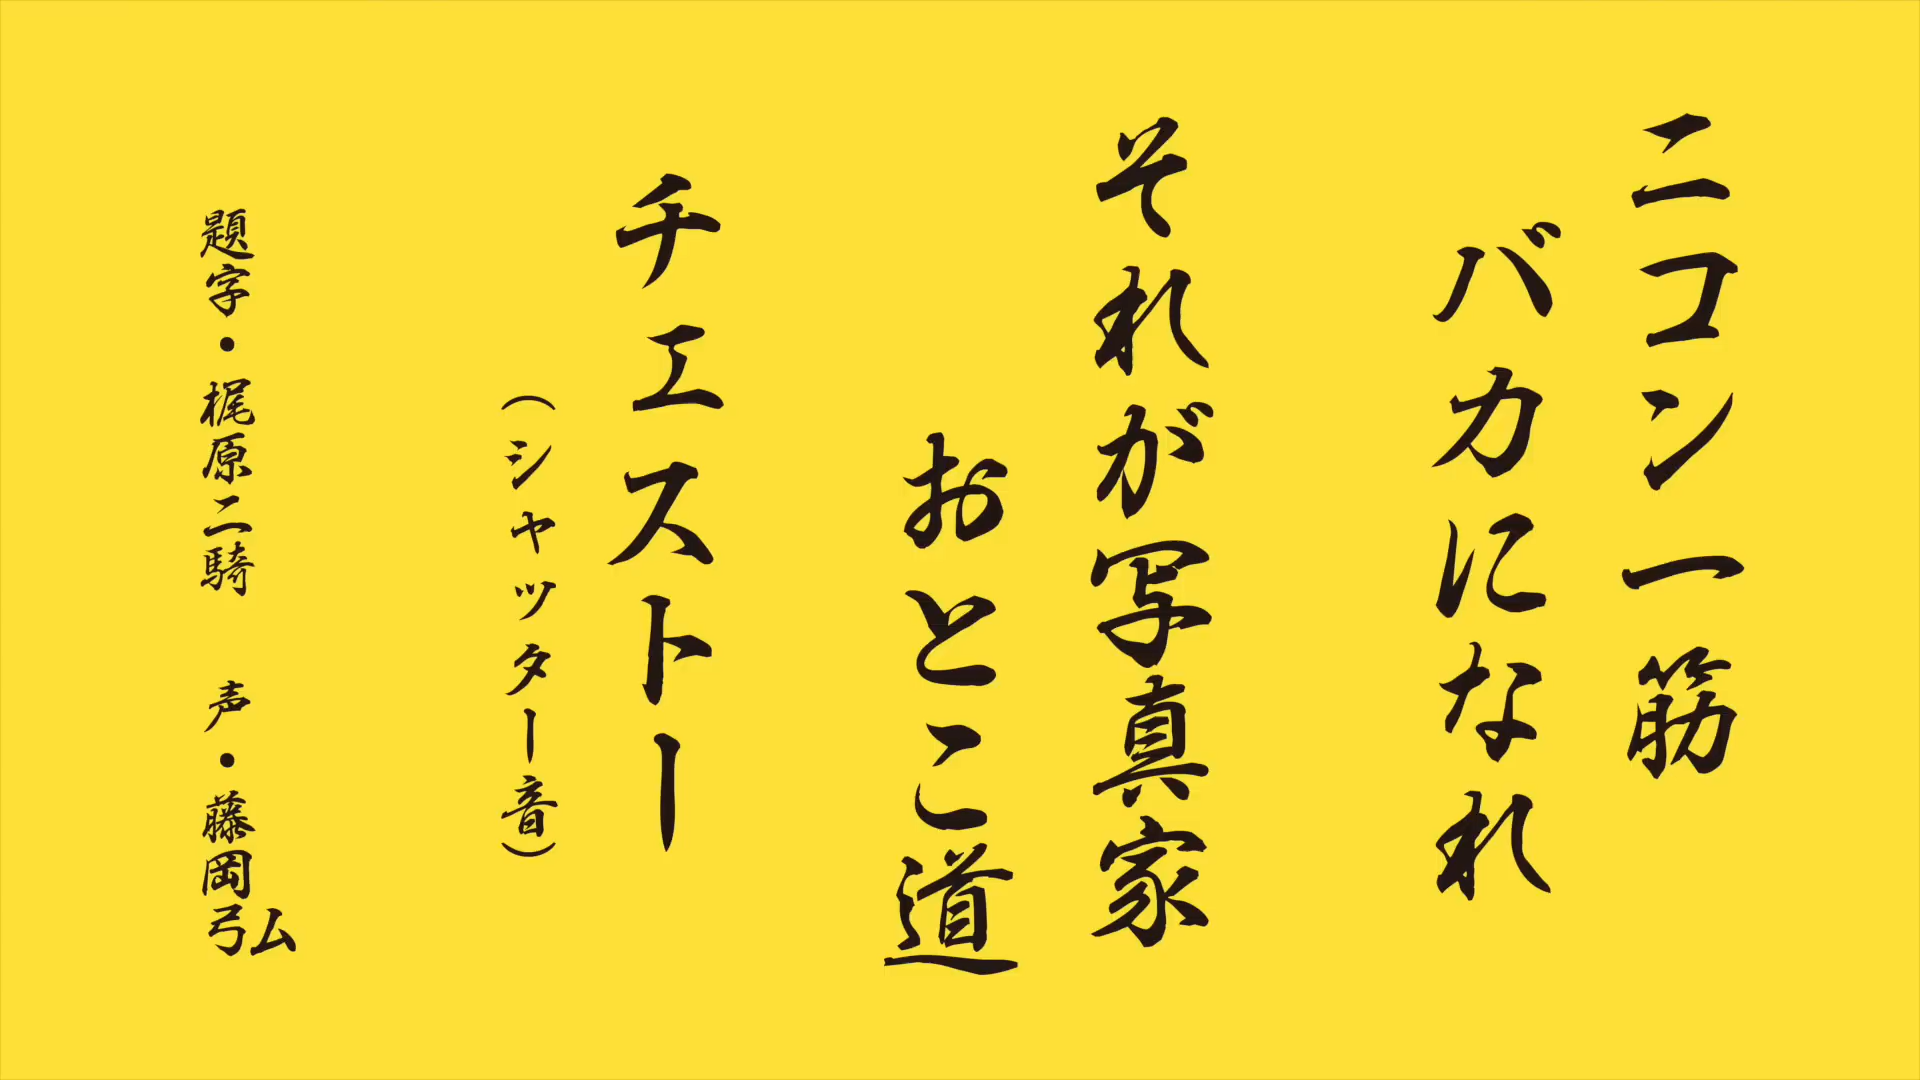 ニコン一筋
バカになれ
それが写真家
おとこ道
チェストー
（シャッター音）
題字・梶原二騎　声・藤岡弘